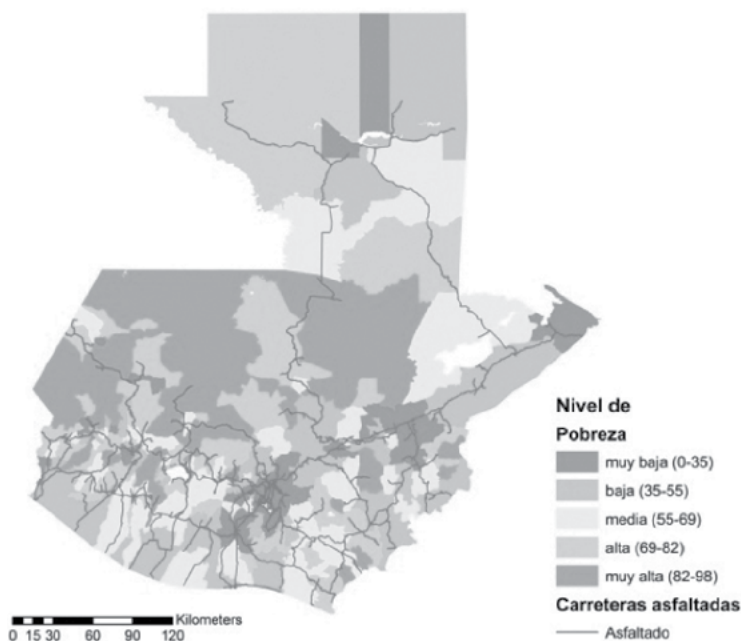 Nivel de
Pobreza
muy baja (0-35)
baja (35-55)
media (55-69)
alta (69-82)
muy alta (82-98)
Carreteras asfaltadas
Asfaltado
Kilometers
0 15 30 60 90 120